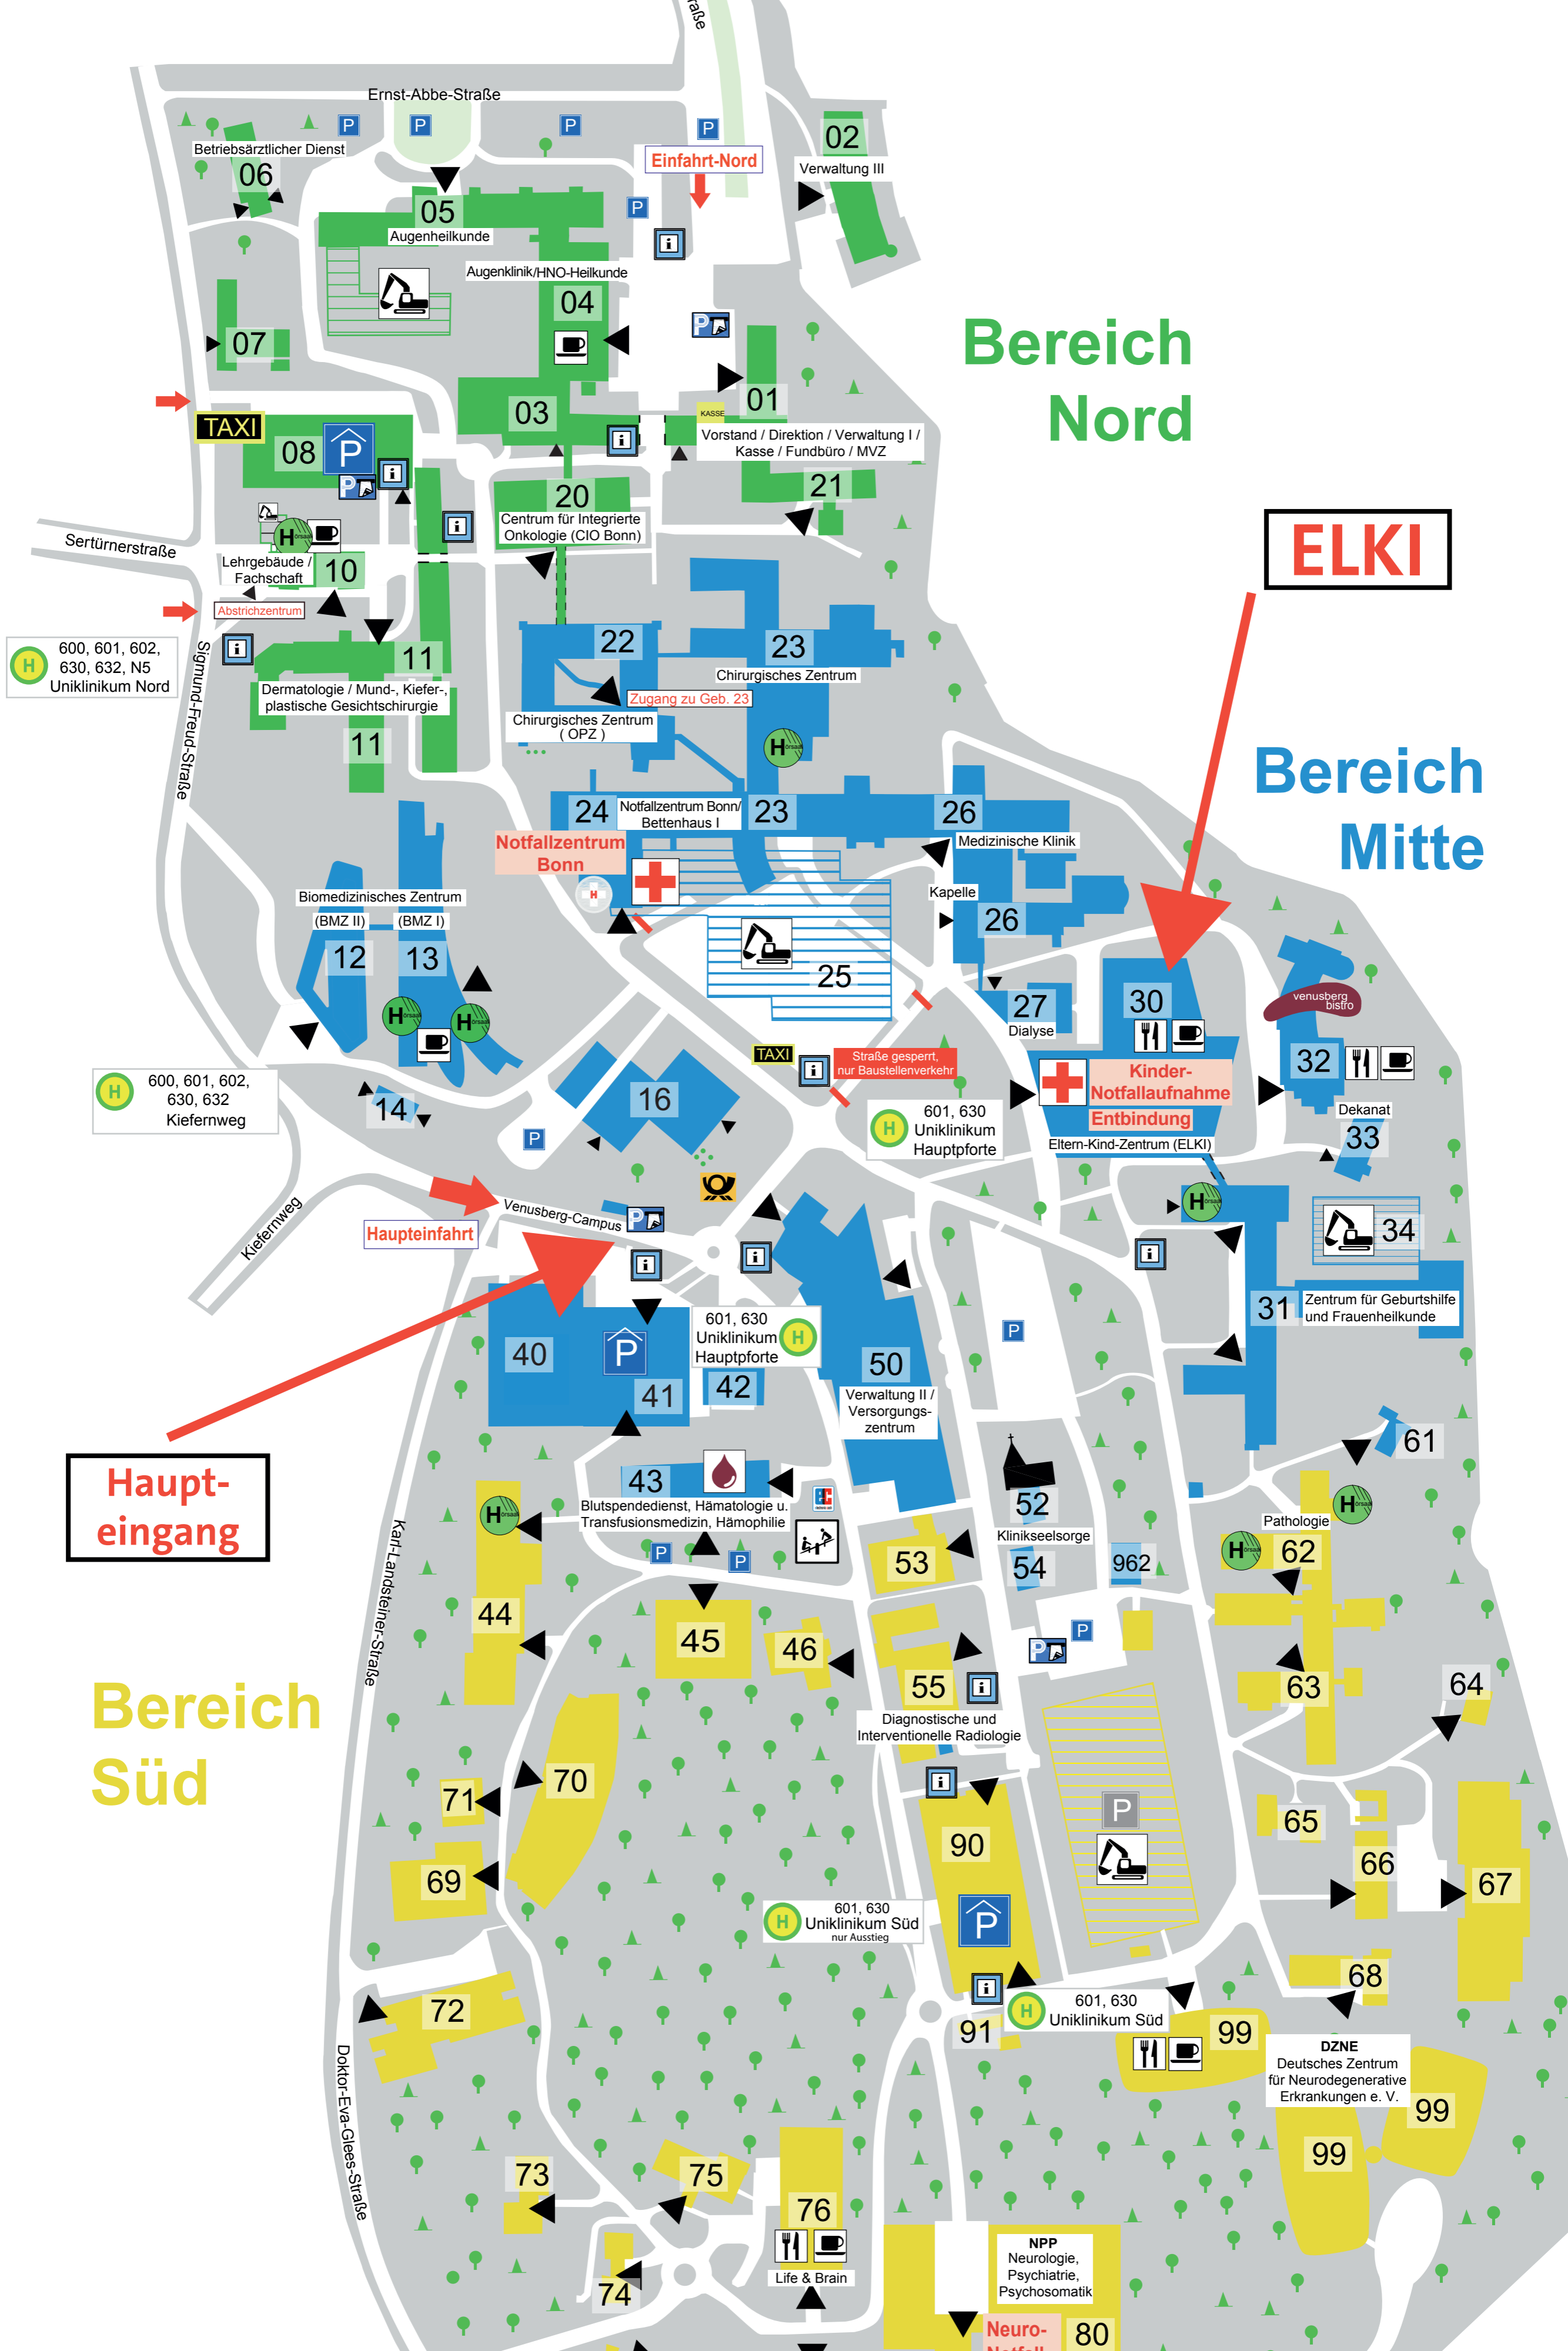 raße
Ernst-Abbe-Straße
P
P
P
P
Betriebsärztlicher Dienst
06
02
Verwaltung III
Einfahrt-Nord
P
i
05
Augenheilkunde
Augenklinik/HNO-Heilkunde
04
P
07
01
03
KASSE
i
Vorstand / Direktion / Verwaltung I /
Kasse / Fundbüro / MVZ
Bereich
Nord
TAXI
08
P
P
i
21
20
Centrum für Integrierte
Onkologie (CIO Bonn)
i
Hörsaal
Sertürnerstraße
Lehrgebäude /
Fachschaft
10
Abstrichzentrum
ELKI
H
600, 601, 602,
630, 632, N5
Uniklinikum Nord
i
Sigmund-Freud-Straße
11
Dermatologie / Mund-, Kiefer-,
plastische Gesichtschirurgie
11
22
23
Chirurgisches Zentrum
Zugang zu Geb. 23
Chirurgisches Zentrum
( OPZ )
Hörsaal
Bereich
Mitte
24
Notfallzentrum Bonn/
Bettenhaus I
23
26
Medizinische Klinik
Notfallzentrum
Bonn
H
Kapelle
26
Biomedizinisches Zentrum
(BMZ II)
(BMZ I)
12
13
25
Hörsaal
Hörsaal
27
Dialyse
30
venusberg
bistro
TAXI
i
Straße gesperrt,
nur Baustellenverkehr
32
Kinder-
Notfallaufnahme
Entbindung
Eltern-Kind-Zentrum (ELKI)
Dekanat
33
H
600, 601, 602,
630, 632
Kiefernweg
14
16
P
H
601, 630
Uniklinikum
Hauptpforte
Hörsaal
Kiefernweg
Haupteinfahrt
Venusberg-Campus
P
i
i
i
34
31
Zentrum für Geburtshilfe
und Frauenheilkunde
40
P
41
601, 630
Uniklinikum
Hauptpforte
H
42
50
Verwaltung II /
Versorgungs-
zentrum
P
Haupt-
eingang
43
Blutspendedienst, Hämatologie u.
Transfusionsmedizin, Hämophilie
61
52
Klinikseelsorge
54
962
Hörsaal
Hörsaal
Pathologie
Hörsaal
62
P
P
53
Karl-Landsteiner-Straße
44
45
46
55
i
Diagnostische und
Interventionelle Radiologie
P
P
63
64
Bereich
Süd
70
71
69
i
90
P
P
65
66
67
H
601, 630
Uniklinikum Süd
nur Ausstieg
68
72
i
H
601, 630
Uniklinikum Süd
91
99
DZNE
Deutsches Zentrum
für Neurodegenerative
Erkrankungen e. V.
99
99
Doktor-Eva-Glees-Straße
73
75
76
Life & Brain
74
NPP
Neurologie,
Psychiatrie,
Psychosomatik
Neuro-
80